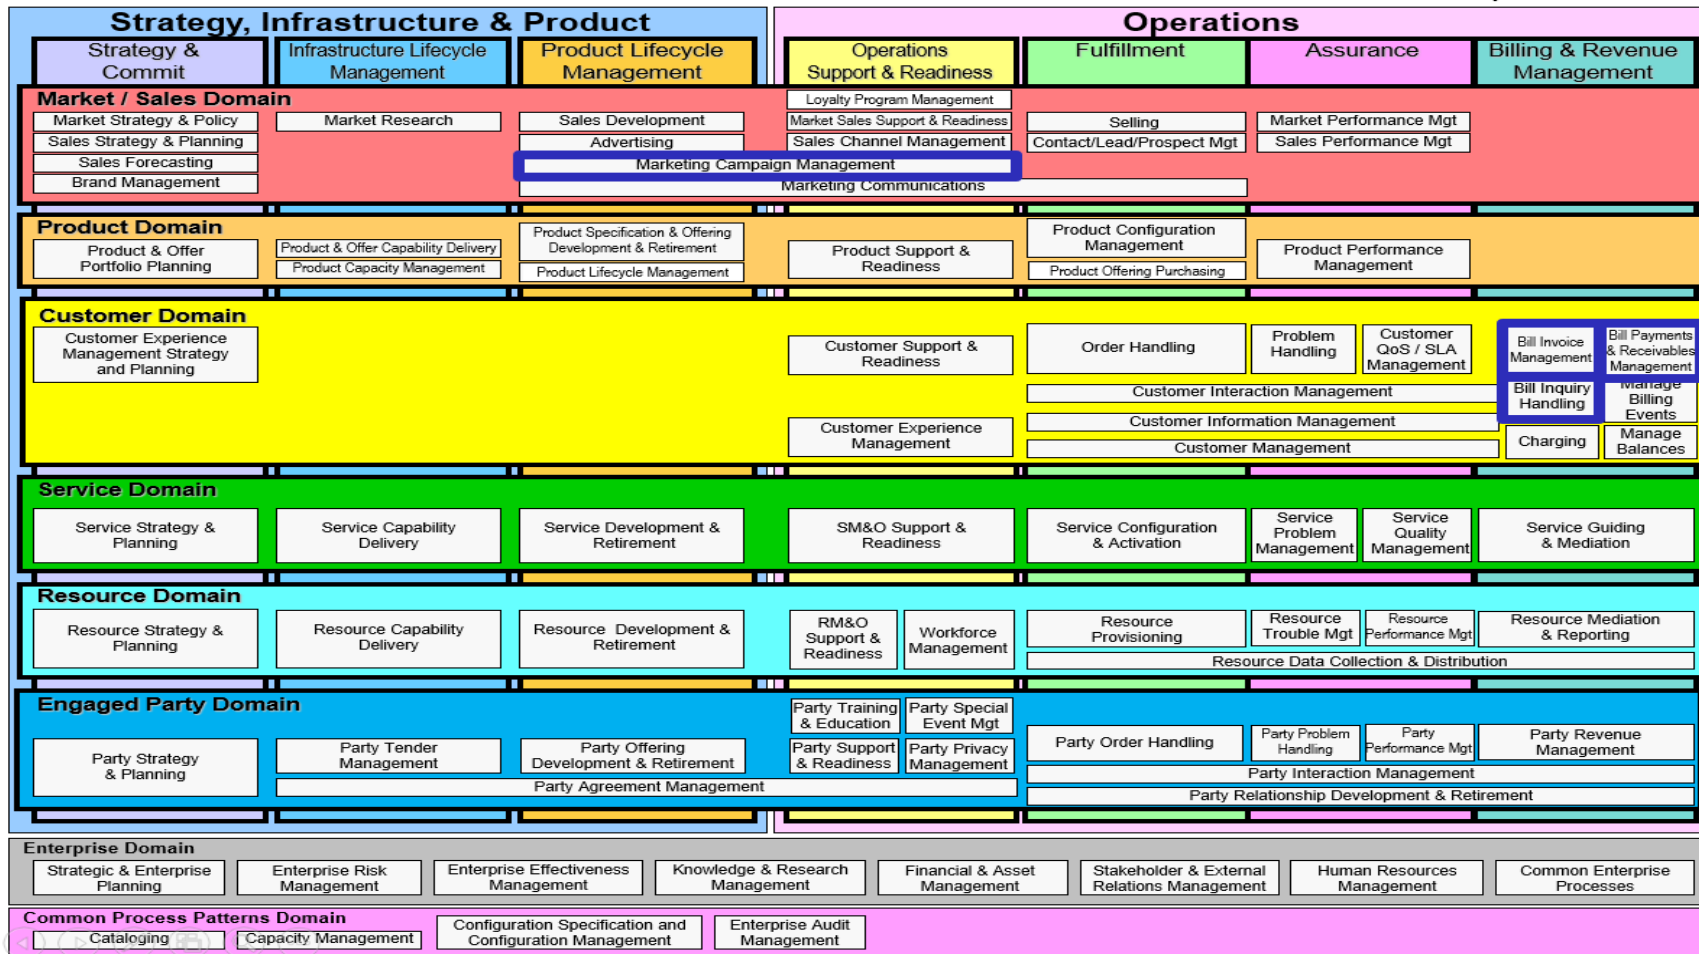 Strategy, Infrastructure & Product
Operations
Strategy &
Commit
Infrastructure Lifecycle
Management
Product Lifecycle
Management
Operations
Support & Readiness
Fulfillment
Assurance
Billing & Revenue
Management
Market / Sales Domain
Market Strategy & Policy
Sales Strategy & Planning
Sales Forecasting
Brand Management
Market Research
Sales Development
Advertising
Loyalty Program Management
Market Sales Support & Readiness
Sales Channel Management
Selling
Contact/Lead/Prospect Mgt
Market Performance Mgt
Sales Performance Mgt
Marketing Campaign Management
Marketing Communications
Product Domain
Product & Offer
Portfolio Planning
Product & Offer Capability Delivery
Product Capacity Management
Product Specification & Offering
Development & Retirement
Product Lifecycle Management
Product Support &
Readiness
Product Configuration
Management
Product Offering Purchasing
Product Performance
Management
Customer Domain
Customer Experience
Management Strategy
and Planning
Customer Support &
Readiness
Customer Experience
Management
Order Handling
Problem
Handling
Customer
QoS / SLA
Management
Customer Interaction Management
Customer Information Management
Customer Management
Bill Invoice
Management
Bill Payments
& Receivables
Management
Bill Inquiry
Handling
Manage
Billing
Events
Charging
Manage
Balances
Service Domain
Service Strategy &
Planning
Service Capability
Delivery
Service Development &
Retirement
SM&O Support &
Readiness
Service Configuration
& Activation
Service
Problem
Management
Service
Quality
Management
Service Guiding
& Mediation
Resource Domain
Resource Strategy &
Planning
Resource Capability
Delivery
Resource Development &
Retirement
RM&O
Support &
Readiness
Workforce
Management
Resource
Provisioning
Resource
Trouble Mgt
Resource
Performance Mgt
Resource Mediation
& Reporting
Resource Data Collection & Distribution
Engaged Party Domain
Party Strategy
& Planning
Party Tender
Management
Party Offering
Development & Retirement
Party Agreement Management
Party Training
& Education
Party Special
Event Mgt
Party Support
& Readiness
Party Privacy
Management
Party Order Handling
Party Problem
Handling
Party
Performance Mgt
Party Revenue
Management
Party Interaction Management
Party Relationship Development & Retirement
Enterprise Domain
Strategic & Enterprise
Planning
Enterprise Risk
Management
Enterprise Effectiveness
Management
Knowledge & Research
Management
Financial & Asset
Management
Stakeholder & External
Relations Management
Human Resources
Management
Common Enterprise
Processes
Common Process Patterns Domain
Cataloging
Capacity Management
Configuration Specification and
Configuration Management
Enterprise Audit
Management